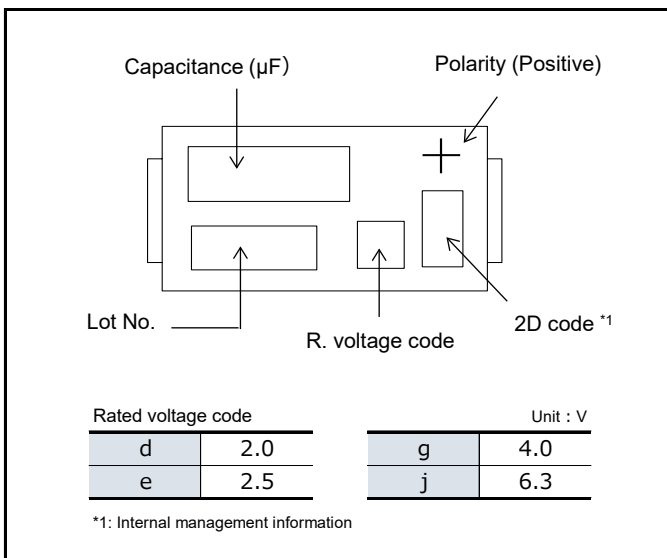 Capacitance (μF)
Polarity (Positive)
Lot No.
R. voltage code
2D code *1
Rated voltage code
Unit : V
d 2.0 g 4.0
e 2.5 j 6.3
*1: Internal management information